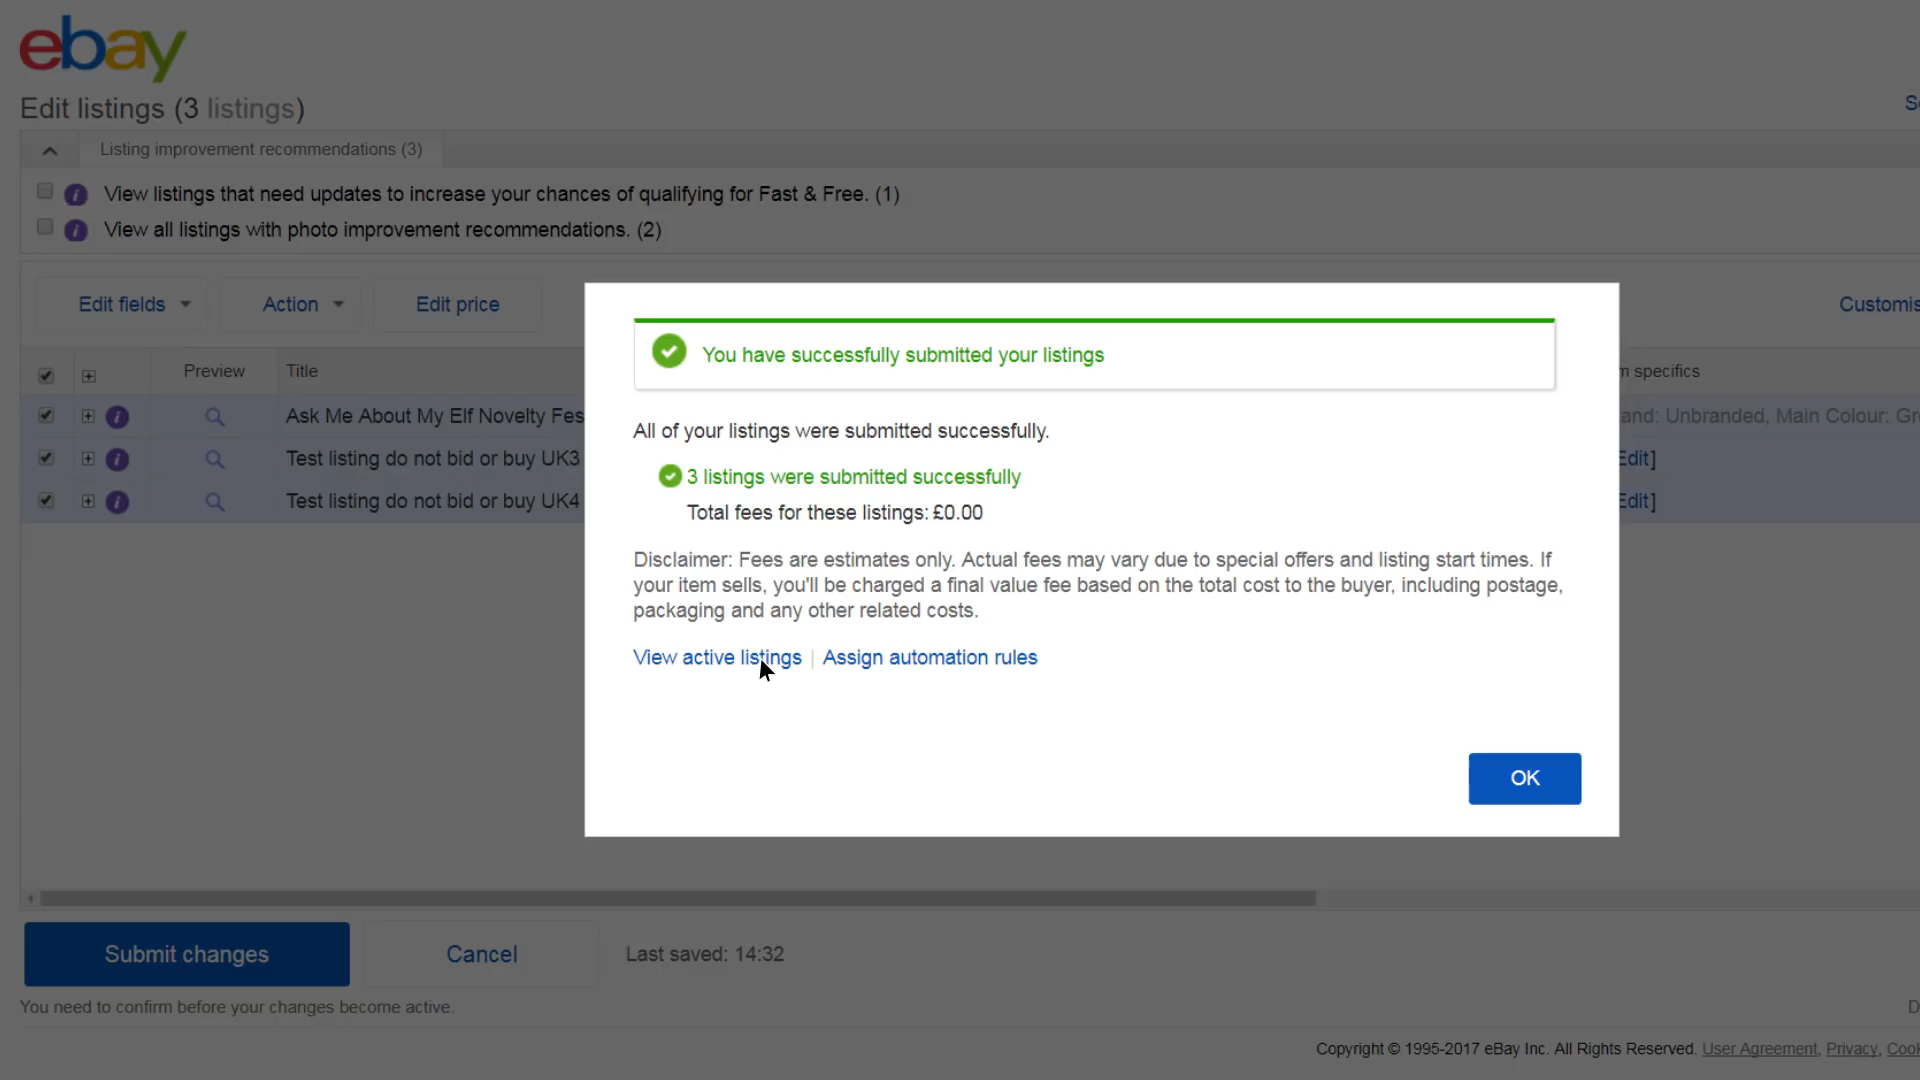 ebay
Edit listings (3 listings)
Listing improvement recommendations (3)
View listings that need updates to increase your chances of qualifying for Fast & Free. (1)
View all listings with photo improvement recommendations. (2)
Edit fields Action Edit price
Customis
Preview Title
specifics
Ask Me About My Elf Novelty Fes
and: Unbranded, Main Colour: Gr
Test listing do not bid or buy UK3
Edit]
Test listing do not bid or buy UK4
Edit]
You have successfully submitted your listings
All of your listings were submitted successfully.
3 listings were submitted successfully
Total fees for these listings: £0.00
Disclaimer: Fees are estimates only. Actual fees may vary due to special offers and listing start times. If
your item sells, you'll be charged a final value fee based on the total cost to the buyer, including postage,
packaging and any other related costs.
View active listings | Assign automation rules
OK
Submit changes Cancel Last saved: 14:32
You need to confirm before your changes become active.
Copyright © 1995-2017 eBay Inc. All Rights Reserved. User Agreement, Privacy, Cook